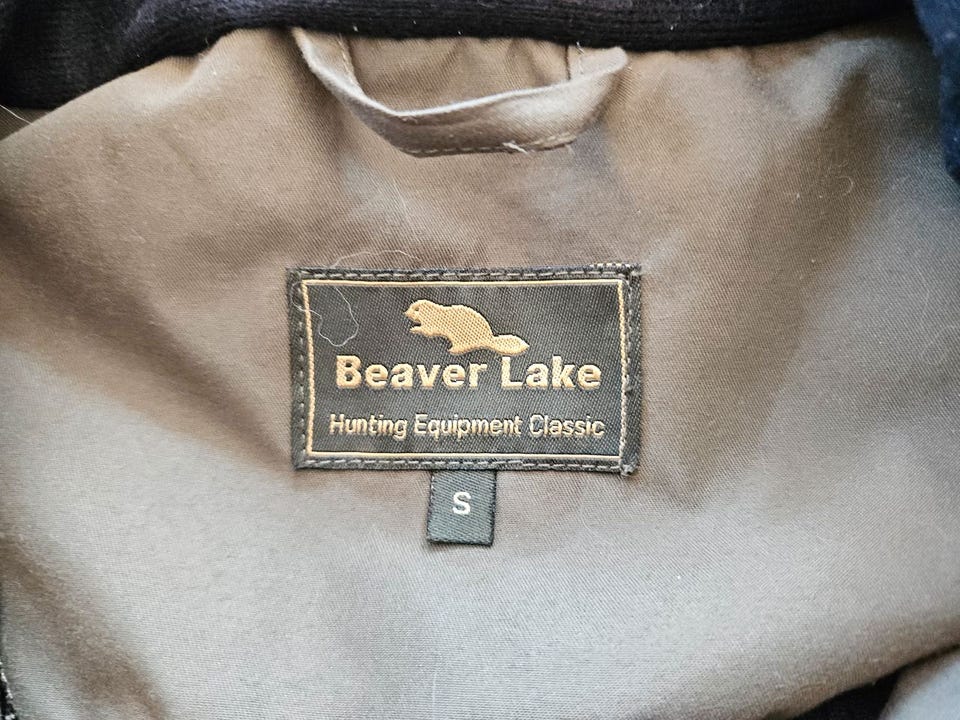 Beaver Lake
Hunting Equipment Classic
S